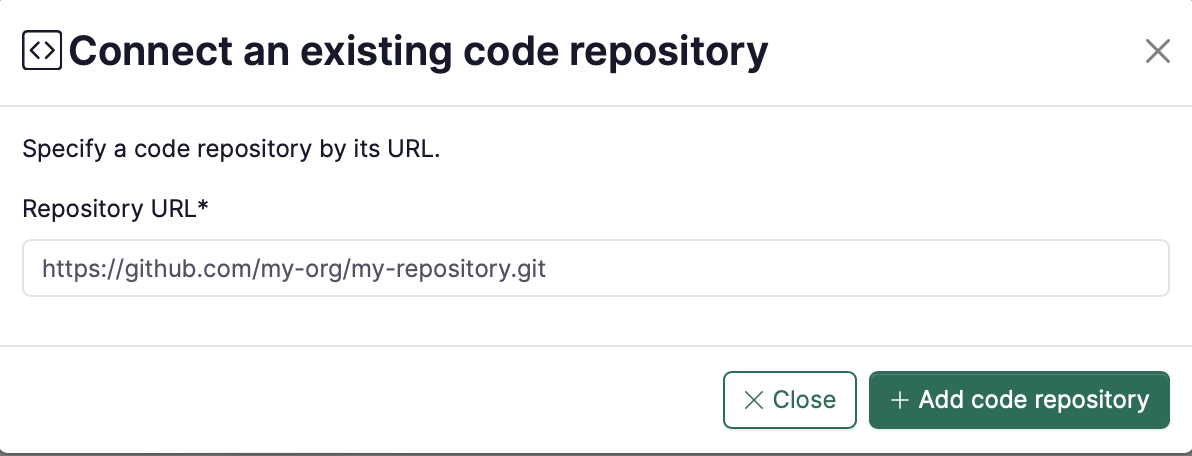 Connect an existing code repository
Specify a code repository by its URL.
Repository URL*
https://github.com/my-org/my-repository.git
Close
Add code repository